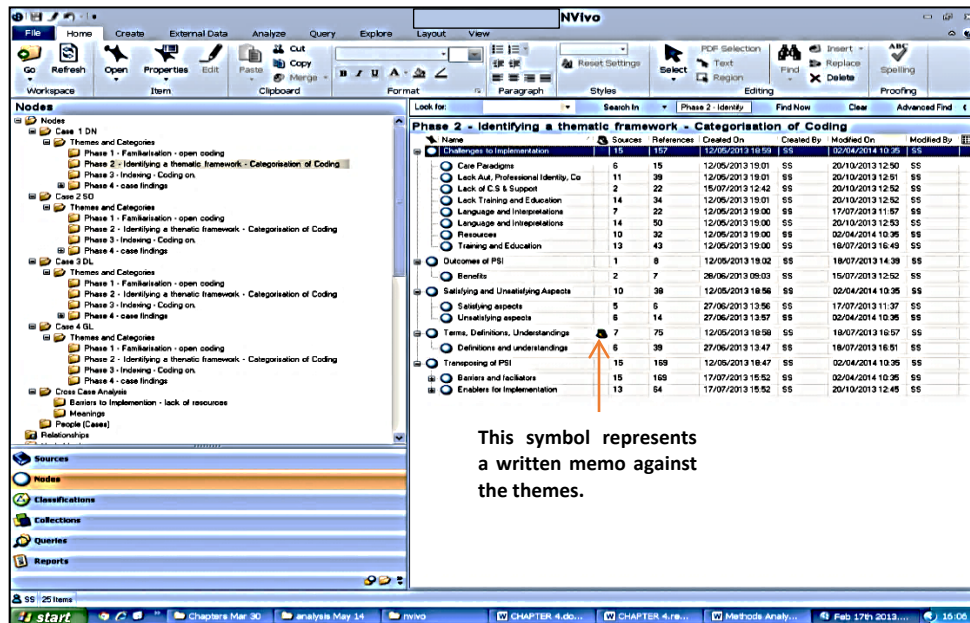 NVivo
File Home Create External Data Analyze Query Explore Layout View
Go Refresh Open Properties Edit Paste Cut Copy Merge B I U A Reset Settings Select PDF Selection Text Region Find Insert Replace Delete ABC Spelling
Workspace Item Clipboard Format Paragraph Styles Editing Proofing
Nodes
Nodes
Case 1 DN
Themes and Categories
Phase 1 - Familiarisation - open coding
Phase 2 - Identifying a thematic framework - Categorisation of Coding
Phase 3 - Indexing - Coding on.
Phase 4 - case findings
Case 2 SO
Themes and Categories
Phase 1 - Familiarisation - open coding
Phase 2 - Identifying a thematic framework - Categorisation of Coding
Phase 3 - Indexing - Coding on.
Phase 4 - case findings
Case 3 DL
Themes and Categories
Phase 1 - Familiarisation - open coding
Phase 2 - Identifying a thematic framework - Categorisation of Coding
Phase 3 - Indexing - Coding on.
Phase 4 - case findings
Case 4 GL
Themes and Categories
Phase 1 - Familiarisation - open coding
Phase 2 - Identifying a thematic framework - Categorisation of Coding
Phase 3 - Indexing - Coding on.
Phase 4 - case findings
Cross Case Analysis
Barriers to Implemention - lack of resources
Meanings
People (Cases)
Relationships
Sources
Nodes
Classifications
Collections
Queries
Reports
Look for: Search In Phase 2 - Identify Find Now Clear Advanced Find
Phase 2 - Identifying a thematic framework - Categorisation of Coding
Name Sources References Created On Created By Modified On Modified By
Challenges to Implementation 15 157 12/05/2013 18:59 SS 02/04/2014 10:35 SS
Care Paradigms 6 15 12/05/2013 19:01 SS 20/10/2013 12:50 SS
Lack Aut, Professional Identity, Co 11 39 12/05/2013 19:01 SS 20/10/2013 12:51 SS
Lack of C.S & Support 2 22 15/07/2013 12:42 SS 20/10/2013 12:52 SS
Lack Training and Education 14 34 12/05/2013 19:01 SS 20/10/2013 12:52 SS
Language and Interpretations 7 22 12/05/2013 19:00 SS 17/07/2013 11:57 SS
Language and Intrepretations 14 50 12/05/2013 19:00 SS 20/10/2013 12:53 SS
Resources 10 32 12/05/2013 19:00 SS 02/04/2014 10:35 SS
Training and Education 13 43 12/05/2013 19:00 SS 18/07/2013 16:49 SS
Outcomes of PSI 1 8 12/05/2013 19:02 SS 18/07/2013 14:39 SS
Benefits 2 7 28/06/2013 09:03 SS 15/07/2013 12:52 SS
Satisfying and Unsatisfying Aspects 10 38 12/05/2013 18:56 SS 02/04/2014 10:35 SS
Satisfying aspects 5 6 27/06/2013 13:56 SS 17/07/2013 11:37 SS
Unsatisfying aspects 6 14 27/06/2013 13:57 SS 02/04/2014 10:35 SS
Terms, Definitions, Understandings 7 75 12/05/2013 18:58 SS 18/07/2013 16:57 SS
Definitions and understandings 6 39 27/06/2013 13:47 SS 18/07/2013 16:51 SS
Transposing of PSI 15 169 12/05/2013 18:47 SS 02/04/2014 10:35 SS
Barriers and faciliators 15 169 17/07/2013 15:52 SS 02/04/2014 10:35 SS
Enablers for Implementation 13 64 17/07/2013 15:52 SS 20/10/2013 12:45 SS
This symbol represents
a written memo against
the themes.
SS 25 Items
start Chapters Mar 30 analysis May 14 nvivo CHAPTER 4.do... CHAPTER 4.re... Methods Analy... Feb 17th 2013.... 16:06